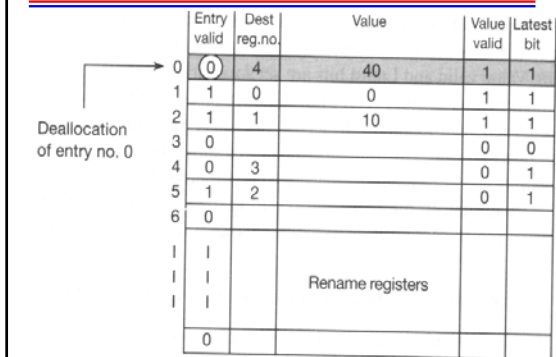 Entry valid Dest reg.no. Value Value valid Latest bit
0 0 4 40 1 1
1 1 0 0 1 1
2 1 1 10 1 1
3 0 0 0
4 0 3 0 1
5 1 2 0 1
6 0
Deallocation
of entry no. 0
Rename registers
0